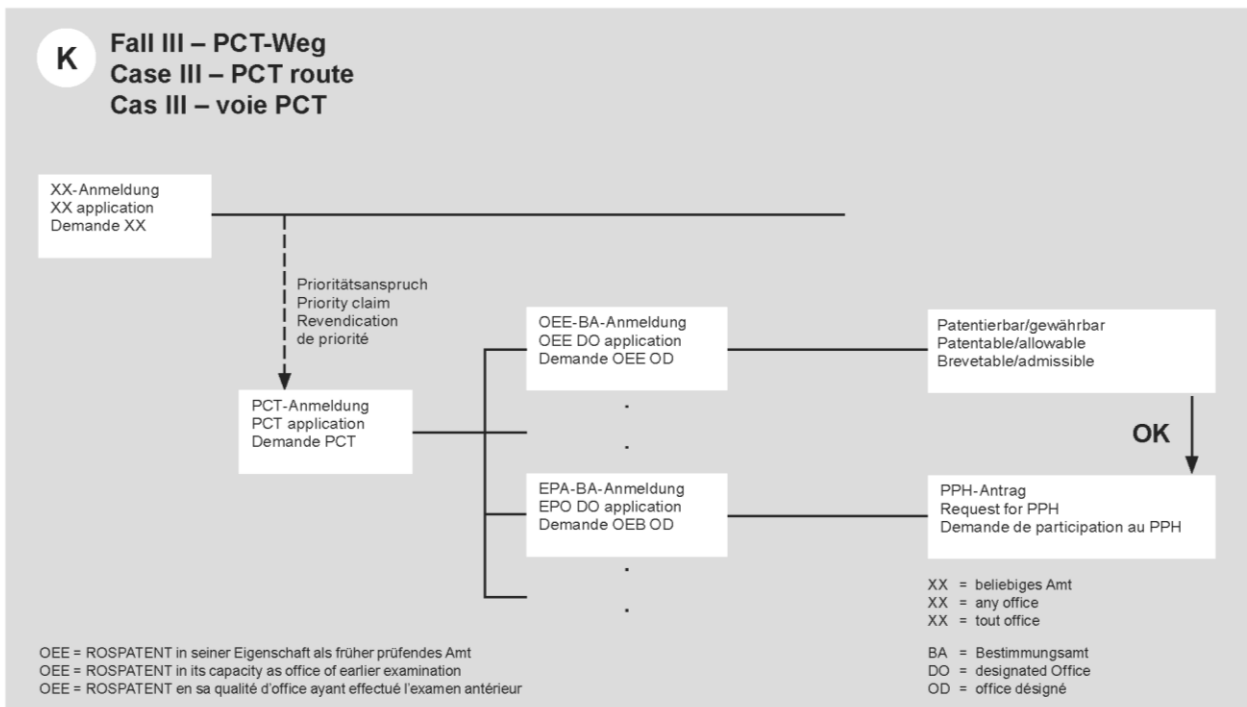 K
Fall III – PCT-Weg
Case III – PCT route
Cas III – voie PCT
XX-Anmeldung
XX application
Demande XX
Prioritätsanspruch
Priority claim
Revendication
de priorité
OEE-BA-Anmeldung
OEE DO application
Demande OEE OD
Patentierbar/gewährbar
Patentable/allowable
Brevetable/admissible
PCT-Anmeldung
PCT application
Demande PCT
OK
EPA-BA-Anmeldung
EPO DO application
Demande OEB OD
PPH-Antrag
Request for PPH
Demande de participation au PPH
XX = beliebiges Amt
XX = any office
XX = tout office
OEE = ROSPATENT in seiner Eigenschaft als früher prüfendes Amt
OEE = ROSPATENT in its capacity as office of earlier examination
OEE = ROSPATENT en sa qualité d'office ayant effectué l'examen antérieur
BA = Bestimmungsamt
DO = designated Office
OD = office désigné